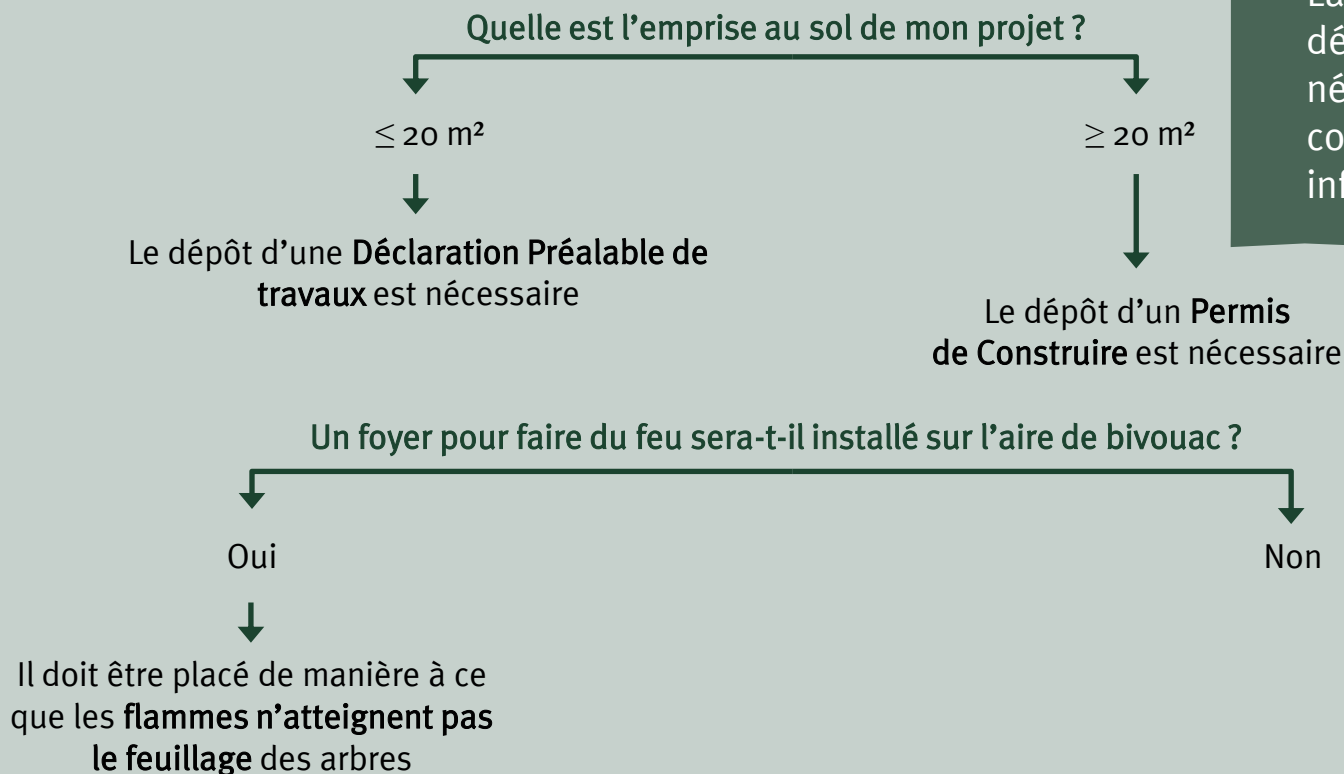 Quelle est l’emprise au sol de mon projet ?
≤ 20 m²
≥ 20 m²
Le dépôt d’une Déclaration Préalable de
travaux est nécessaire
Le dépôt d’un Permis
de Construire est nécessaire
Un foyer pour faire du feu sera-t-il installé sur l’aire de bivouac ?
Oui
Non
Il doit être placé de manière à ce
que les flammes n’atteignent pas
le feuillage des arbres